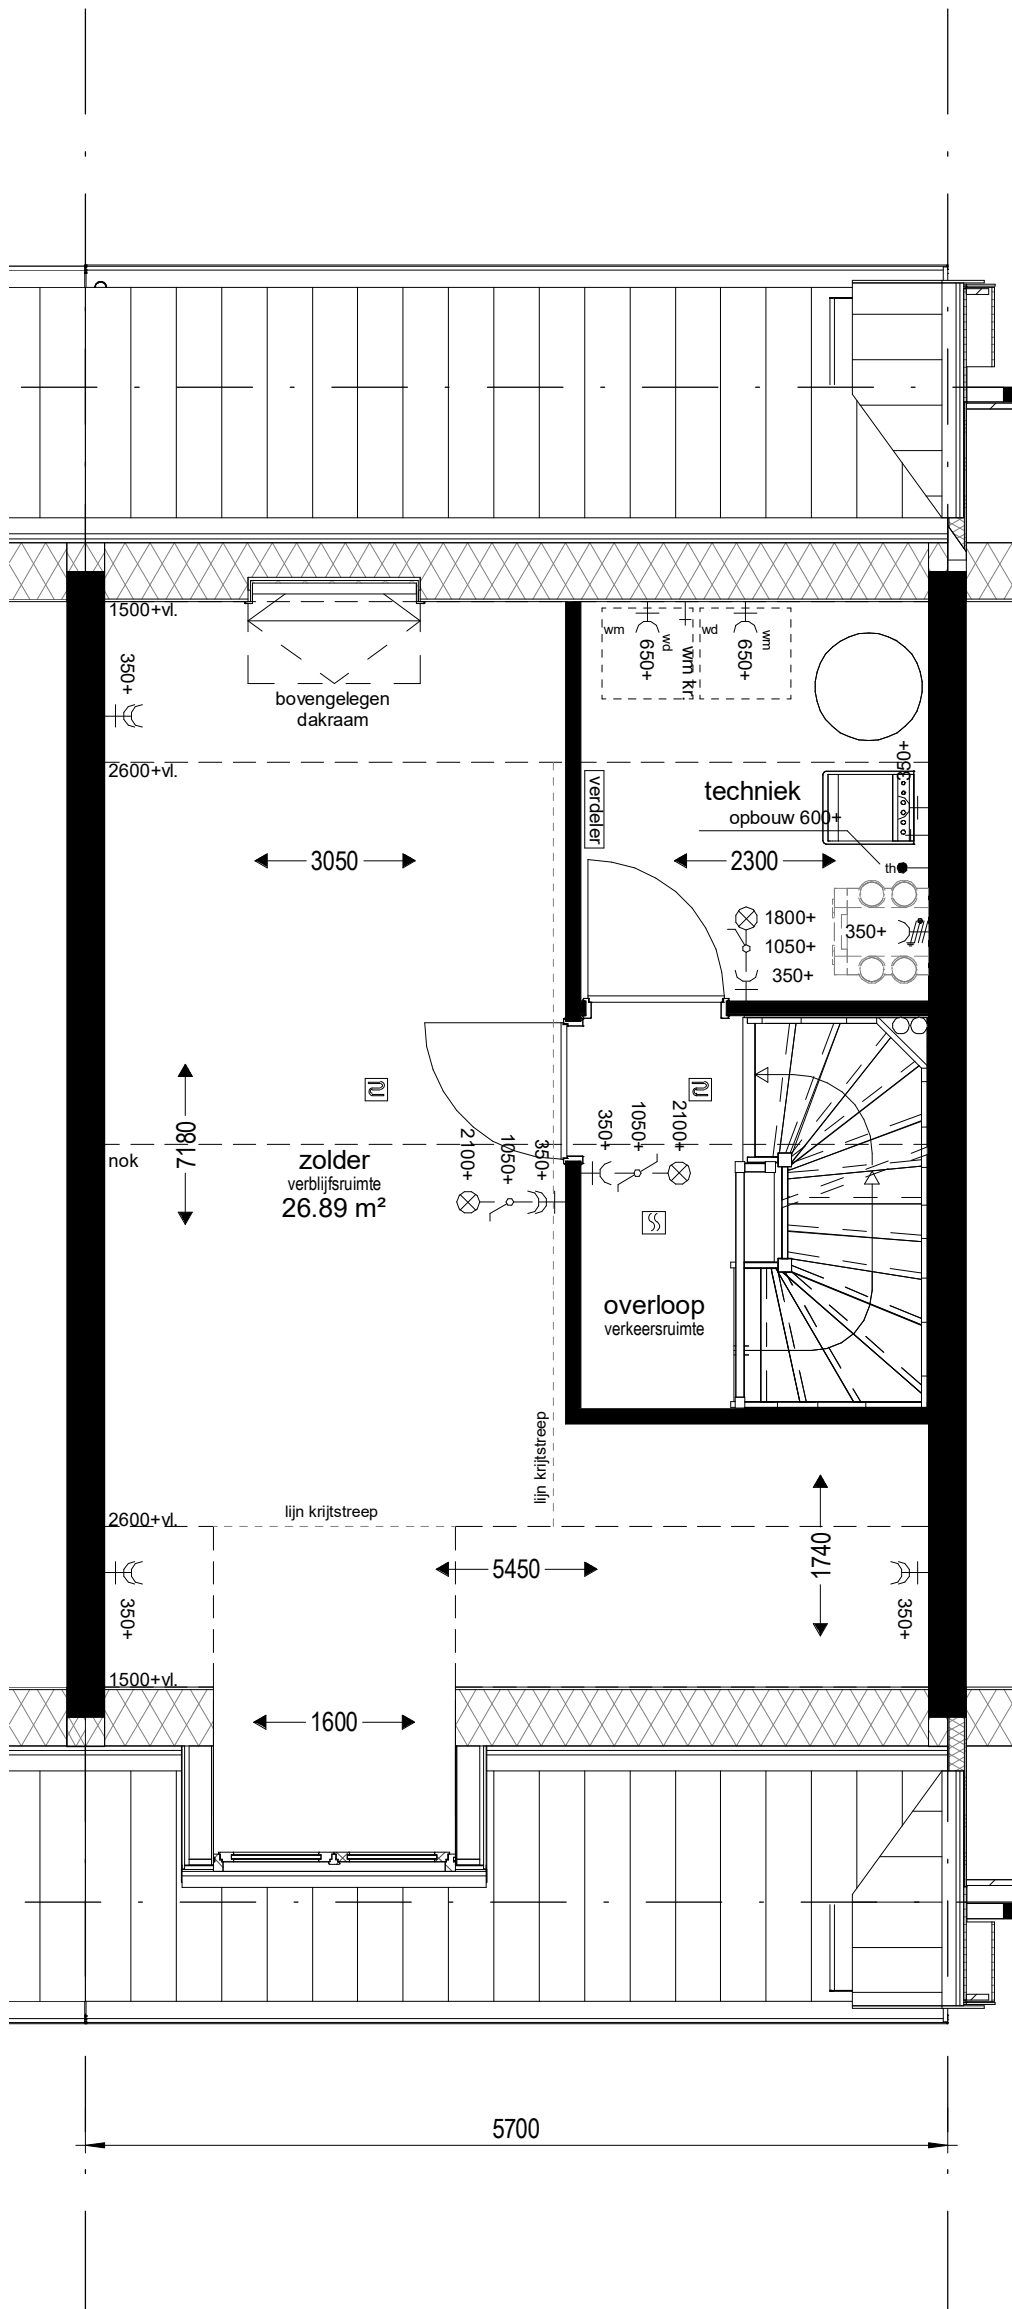 1500+vl.
350+
bovengelegen
dakraam
wm
650+
wd
wm kr.
wd
650+
wm
2600+vl.
verdeler
techniek
350+
opbouw 600+
3050
2300
th
1800+
1050+
350+
350+
7180
nok
zolder
verblijfsruimte
26.89 m²
2100+
1050+
350+
350+
1050+
2100+
overloop
verkeersruimte
lijn krijtstreep
lijn krijtstreep
2600+vl.
5450
1740
350+
350+
1500+vl.
1600
5700